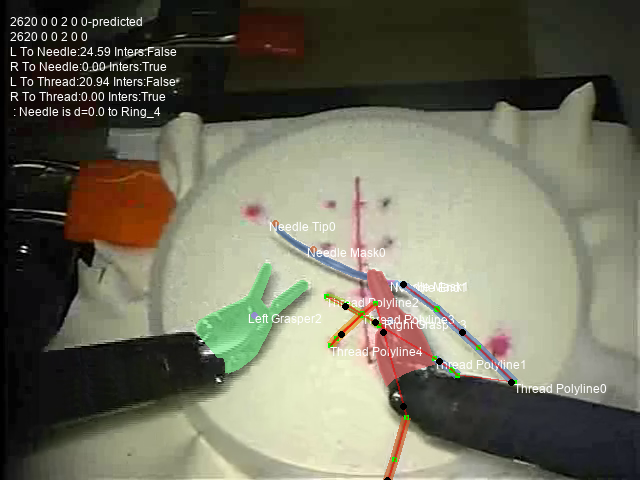 2620 0 0 2 0 0-predicted
2620 0 0 2 0 0
L To Needle:24.59 Inters:False
R To Needle:0.00 Inters:True
L To Thread:20.94 Inters:False
R To Thread:0.00 Inters:True
: Needle is d=0.0 to Ring_4
Needle Tip0
Needle Mask0
Thread Polyline2
Left Grasper2
Thread Polyline4
Thread Polyline1
Thread Polyline0